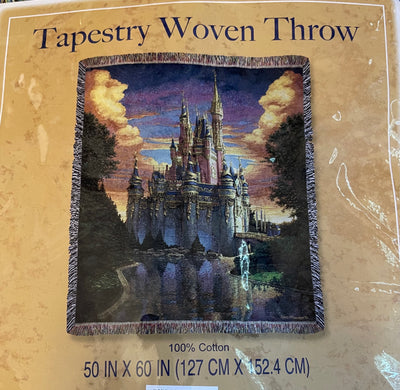 Tapestry Woven Throw
100% Cotton
50 IN X 60 IN (127 CM X 152.4 CM)